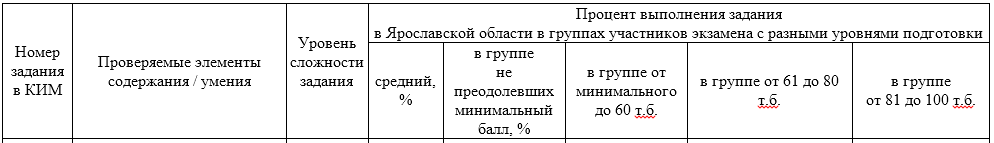 Номер
задания
в КИМ
Проверяемые элементы
содержания / умения
Уровень
сложности
задания
Процент выполнения задания
в Ярославской области в группах участников экзамена с разными уровнями подготовки
средний,
%
в группе
не
преодолевших
минимальный
балл, %
в группе от
минимального
до 60 т.б.
в группе от 61 до 80
т.б.
в группе
от 81 до 100 т.б.